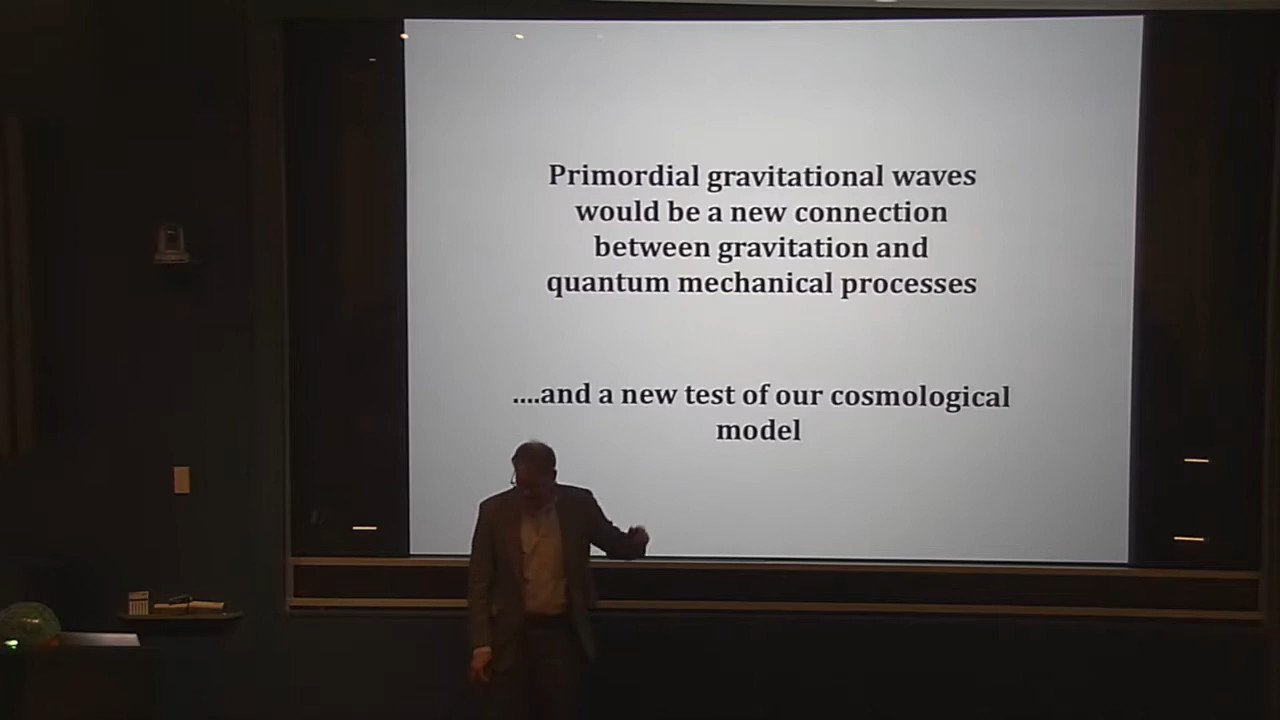 Primordial gravitational waves
would be a new connection
between gravitation and
quantum mechanical processes
....and a new test of our cosmological
model